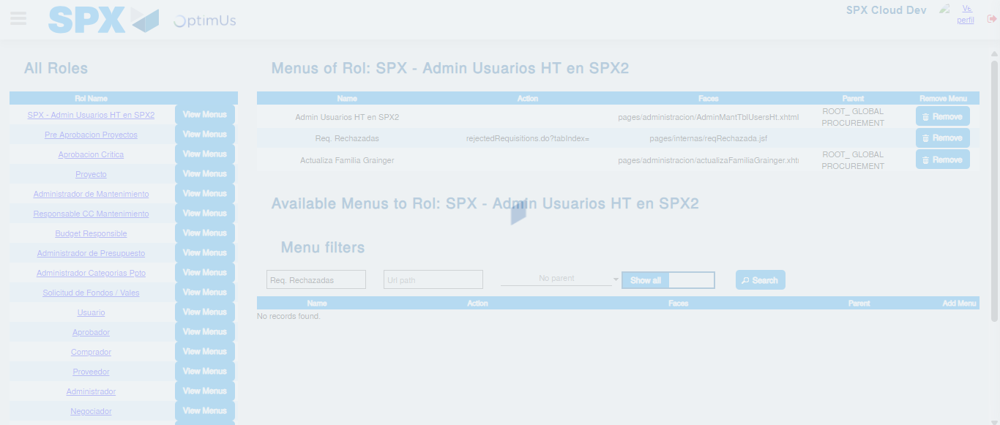 SPX OptimUs
SPX Cloud Dev
perfil
All Roles
Rol Name
SPX - Admin Usuarios HT en SPX2 View Menus
Pre Aprobacion Proyectos View Menus
Aprobacion Critica View Menus
Proyecto View Menus
Administrador de Mantenimiento View Menus
Responsable CC Mantenimiento View Menus
Budget Responsible View Menus
Administrador de Presupuesto View Menus
Administrador Categorias Ppto View Menus
Solicitud de Fondos / Vales View Menus
Usuario View Menus
Aprobador View Menus
Comprador View Menus
Proveedor View Menus
Administrador View Menus
Negociador View Menus
Menus of Rol: SPX - Admin Usuarios HT en SPX2
Name Action Faces Parent Remove Menu
Admin Usuarios HT en SPX2 pages/administracion/AdminMantTblUsersHt.xhtml ROOT_ GLOBAL
PROCUREMENT Remove
Req. Rechazadas rejectedRequisitions.do?tabIndex= pages/internas/reqRechazada.jsf Remove
Actualiza Familia Grainger pages/administracion/actualizaFamiliaGrainger.xht ROOT_ GLOBAL
PROCUREMENT Remove
Available Menus to Rol: SPX - Admin Usuarios HT en SPX2
Menu filters
Req. Rechazadas Url path No parent Show all Search
Name Action Faces Parent Add Menu
No records found.